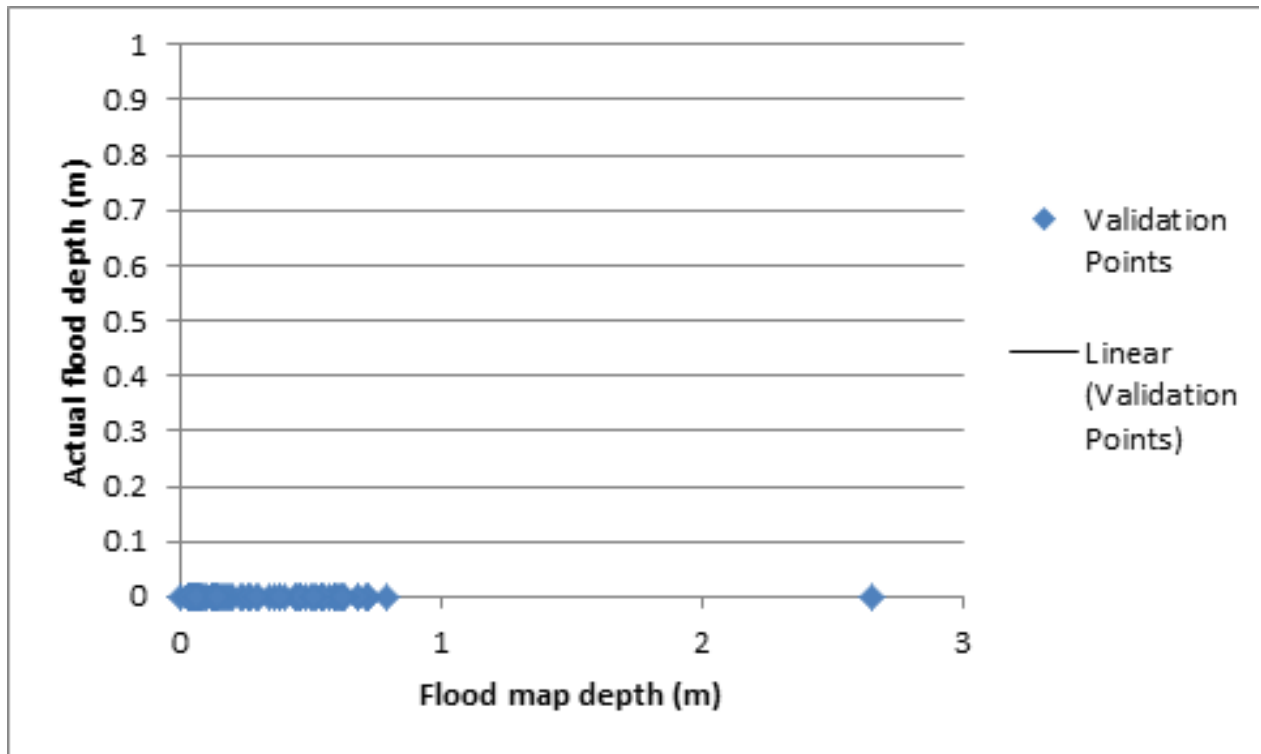 1
0.9
0.8
0.7
0.6
0.5
0.4
0.3
0.2
0.1
0
Actual flood depth (m)
0 1 2 3
Flood map depth (m)
Validation
Points
Linear
(Validation
Points)